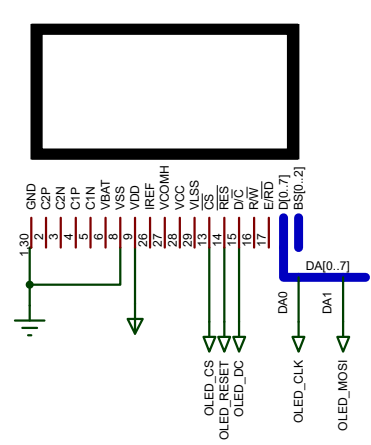 GND
C2P
C2N
C1P
C1N
VBAT
VSS
VDD
IREF
VCOMH
VCC
VLSS
CS
RES
D/C
R/W
E/RD
D[0..7]
BS[0..2]
1,30
2
3
4
5
6
8
9
26
27
28
29
13
14
15
16
17
DA[0..7]
DA0
DA1
OLED_CS
OLED_RESET
OLED_DC
OLED_CLK
OLED_MOSI